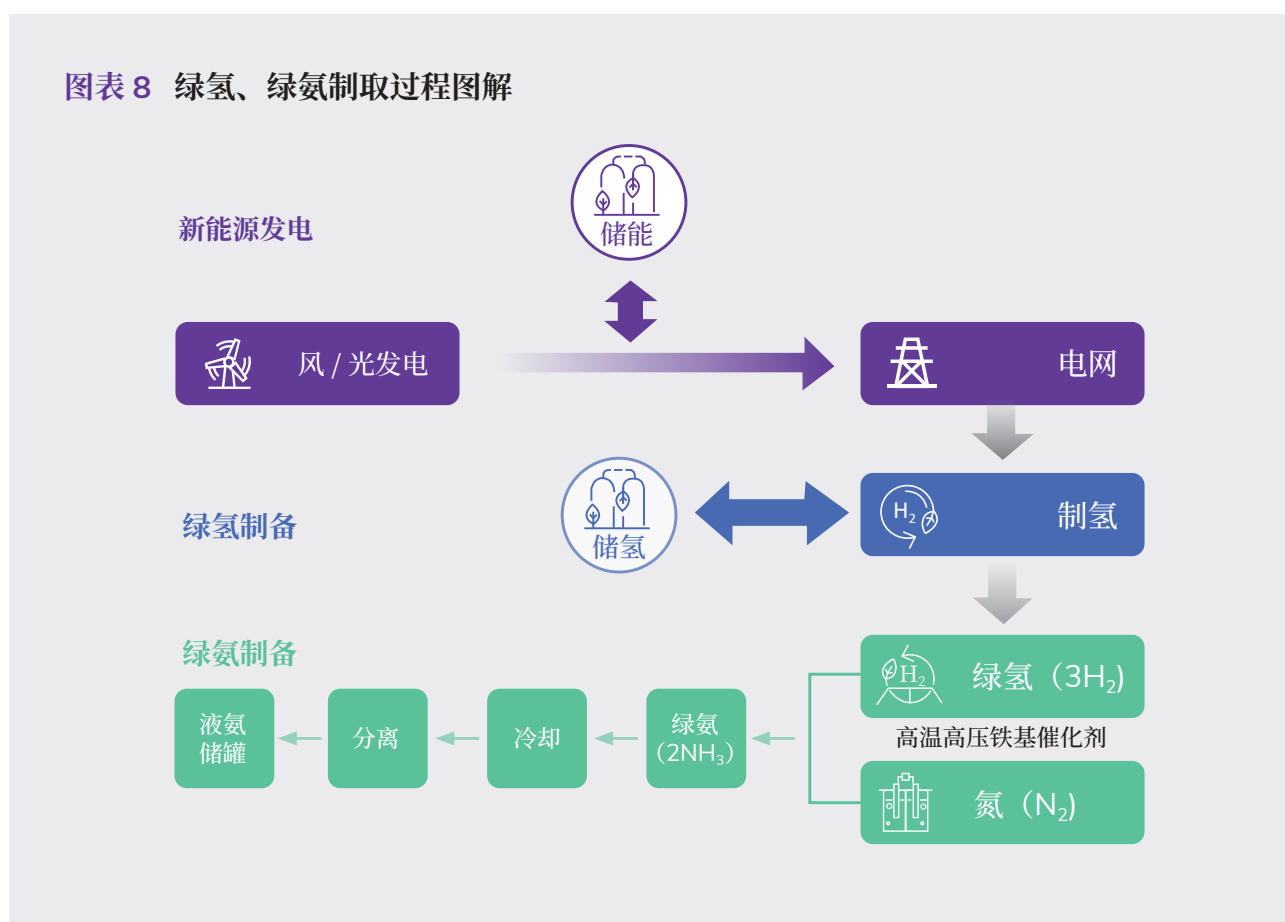 图表 8 绿氢、绿氨制取过程图解
储能
新能源发电
风 / 光发电
电网
H₂
制氢
绿氢制备
储氢
绿氨制备
H₂
绿氢（3H₂)
高温高压铁基催化剂
氮（N₂)
绿氨
（2NH₃）
冷却
分离
液氨
储罐